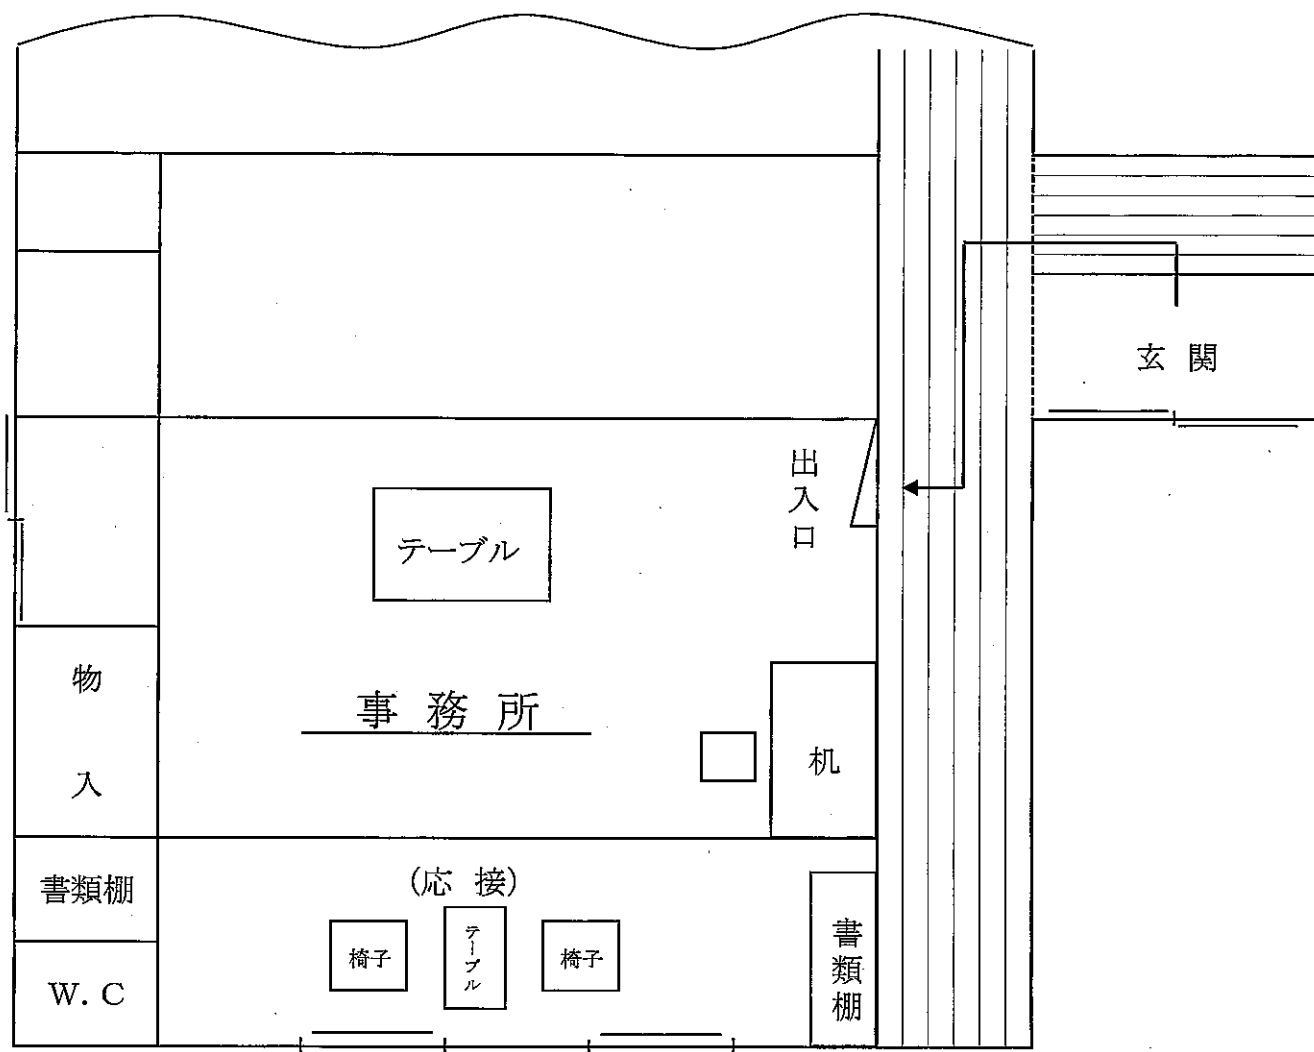 玄 関
出入口
テーブル
物入
事 務 所
机
書類棚
(応 接)
椅子
テーブル
椅子
書類棚
W. C